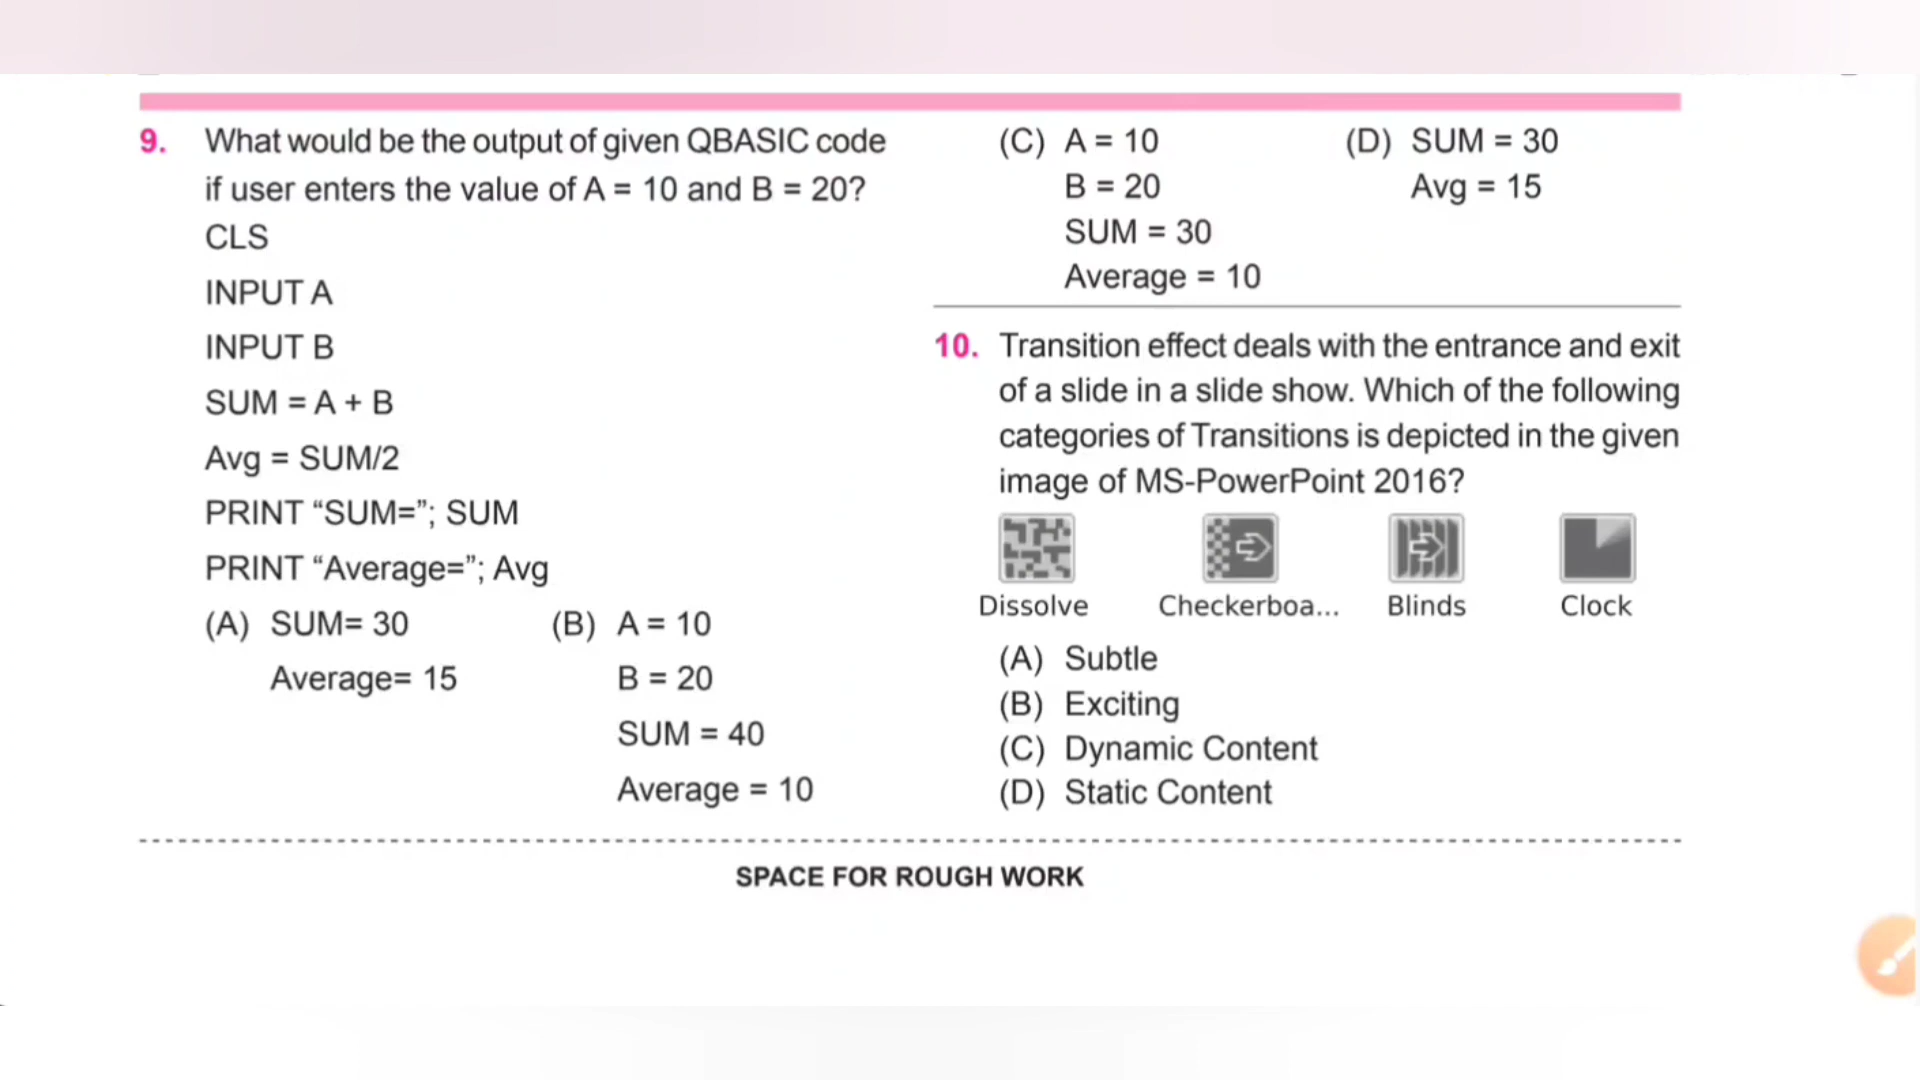 9. What would be the output of given QBASIC code
if user enters the value of A = 10 and B = 20?
CLS
INPUT A
INPUT B
SUM = A + B
Avg = SUM/2
PRINT “SUM=”; SUM
PRINT “Average=”; Avg
(A) SUM= 30
Average= 15
(B) A = 10
B = 20
SUM = 40
Average = 10
(C) A = 10
B = 20
SUM = 30
Average = 10
(D) SUM = 30
Avg = 15
10. Transition effect deals with the entrance and exit
of a slide in a slide show. Which of the following
categories of Transitions is depicted in the given
image of MS-PowerPoint 2016?
Dissolve Checkerboa... Blinds Clock
(A) Subtle
(B) Exciting
(C) Dynamic Content
(D) Static Content
SPACE FOR ROUGH WORK